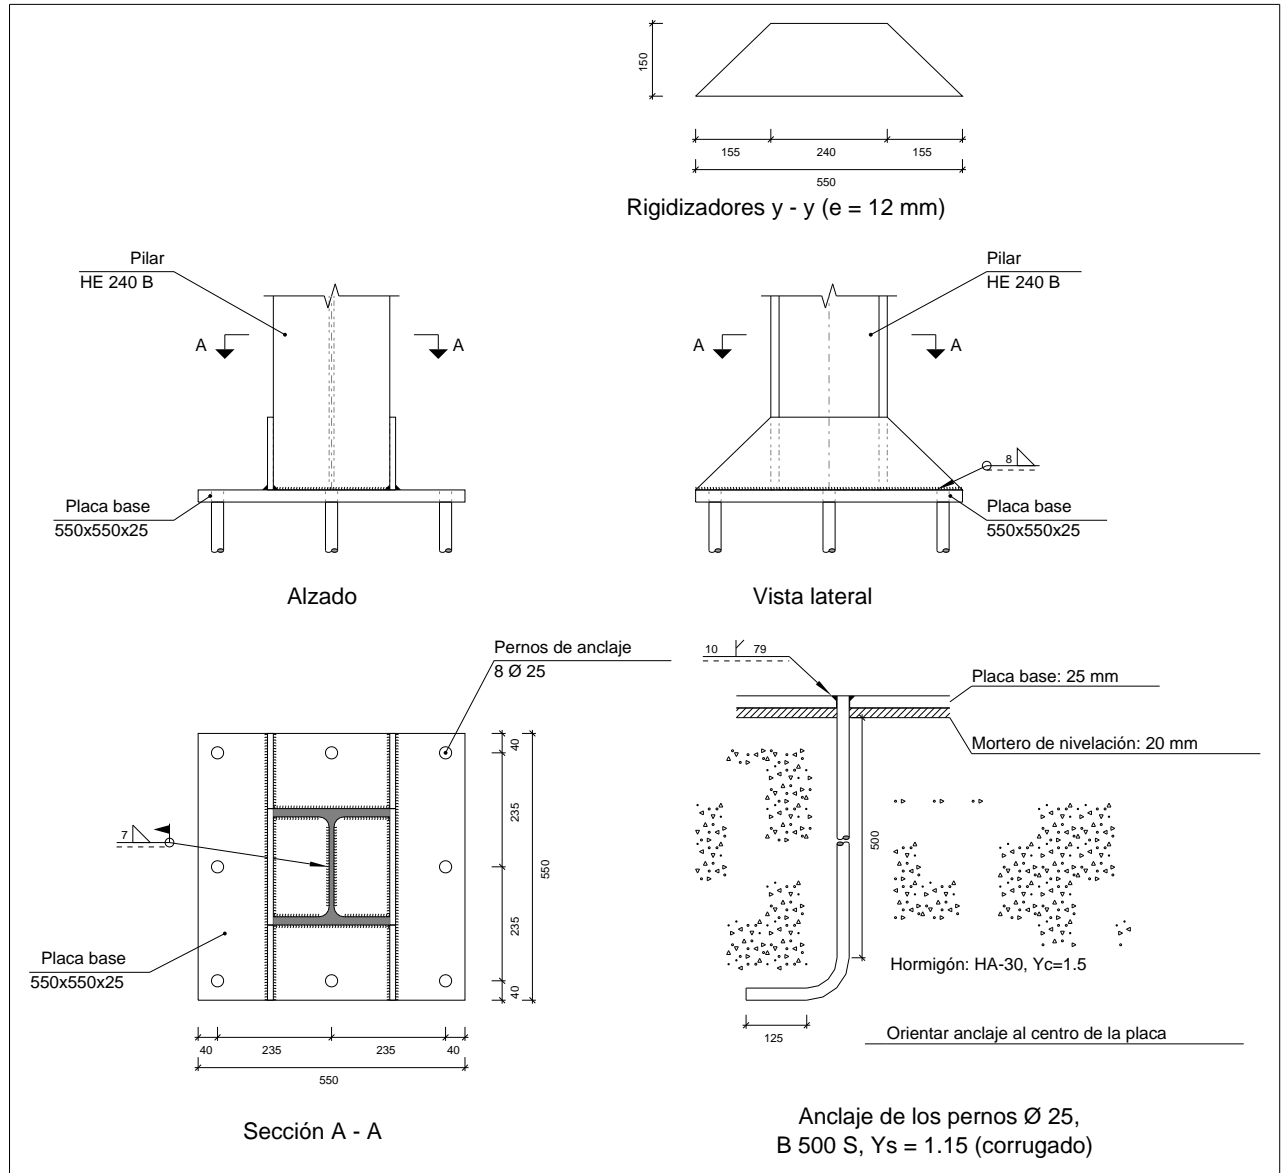 150
155
240
155
550
Rigidizadores y - y (e = 12 mm)
Pilar
HE 240 B
A
A
Placa base
550x550x25
Alzado
Pilar
HE 240 B
A
A
8
Placa base
550x550x25
Vista lateral
Pernos de anclaje
8 Ø 25
7
Placa base
550x550x25
40
235
235
40
550
40
235
235
40
550
Sección A - A
10
79
Placa base: 25 mm
Mortero de nivelación: 20 mm
500
Hormigón: HA-30, Yc=1.5
125
Orientar anclaje al centro de la placa
Anclaje de los pernos Ø 25,
B 500 S, Ys = 1.15 (corrugado)